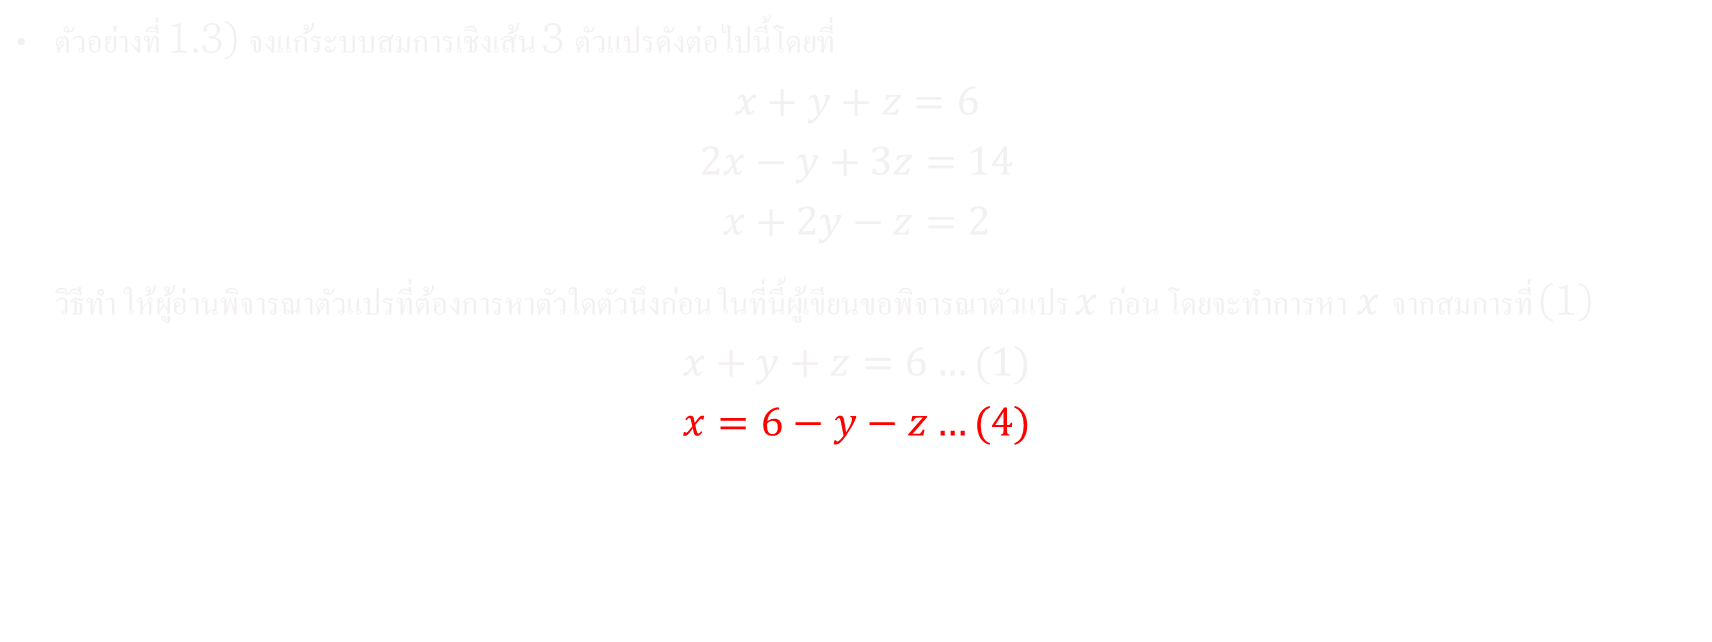 • ตัวอย่างที่ 1.3) จงแก้ระบบสมการเชิงเส้น 3 ตัวแปรดังต่อไปนี้โดยที่
x + y + z = 6
2x − y + 3z = 14
x + 2y − z = 2
วิธีทำ ให้ผู้อ่านพิจารณาตัวแปรที่ต้องการหาตัวใดตัวนึงก่อน ในที่นี้ผู้เขียนขอพิจารณาตัวแปร x ก่อน โดยจะทำการหา x จากสมการที่ (1)
x + y + z = 6 … (1)
x = 6 − y − z … (4)